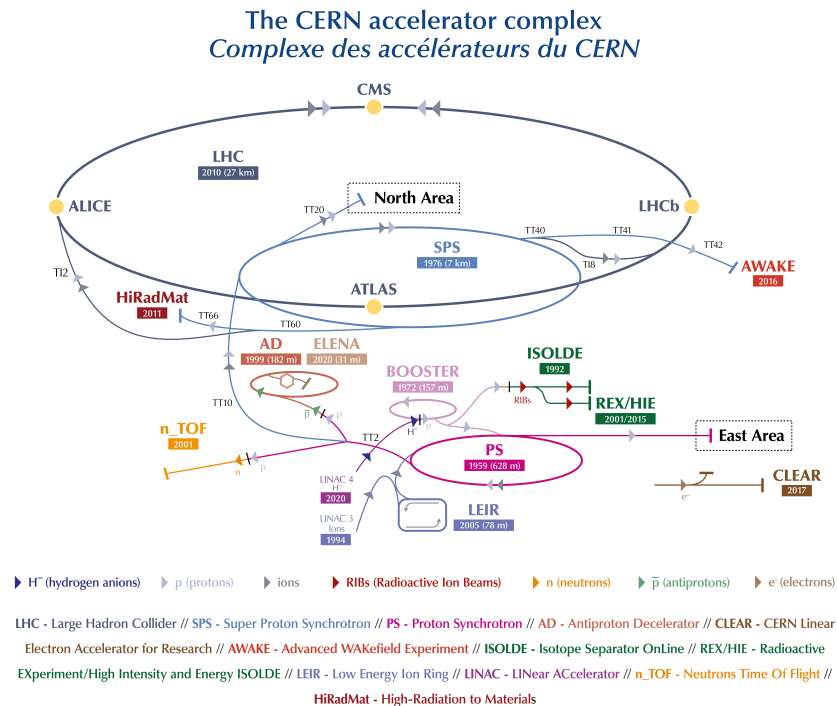 The CERN accelerator complex
Complexe des accélérateurs du CERN
CMS
LHC
2010 (27 km)
ALICE
North Area
LHCb
TT20
SPS
1976 (7 km)
TT40
TT41
TT42
TI8
TI2
AWAKE
2016
HiRadMat
2011
ATLAS
TT66
TT60
AD
1999 (182 m)
ELENA
2020 (31 m)
BOOSTER
1972 (157 m)
ISOLDE
1992
RIBs
REX/HIE
2001/2015
TT10
p̅
p
H⁻
p
n_TOF
2001
n
p
TT2
PS
1959 (628 m)
East Area
LINAC 4
H⁻
2020
LINAC 3
Ions
1994
LEIR
2005 (78 m)
CLEAR
2017
e⁻
H⁻ (hydrogen anions)
p (protons)
ions
RIBs (Radioactive Ion Beams)
n (neutrons)
p̅ (antiprotons)
e⁻ (electrons)
LHC - Large Hadron Collider // SPS - Super Proton Synchrotron // PS - Proton Synchrotron // AD - Antiproton Decelerator // CLEAR - CERN Linear
Electron Accelerator for Research // AWAKE - Advanced WAKefield Experiment // ISOLDE - Isotope Separator OnLine // REX/HIE - Radioactive
EXperiment/High Intensity and Energy ISOLDE // LEIR - Low Energy Ion Ring // LINAC - LINear ACcelerator // n_TOF - Neutrons Time Of Flight //
HiRadMat - High-Radiation to Materials